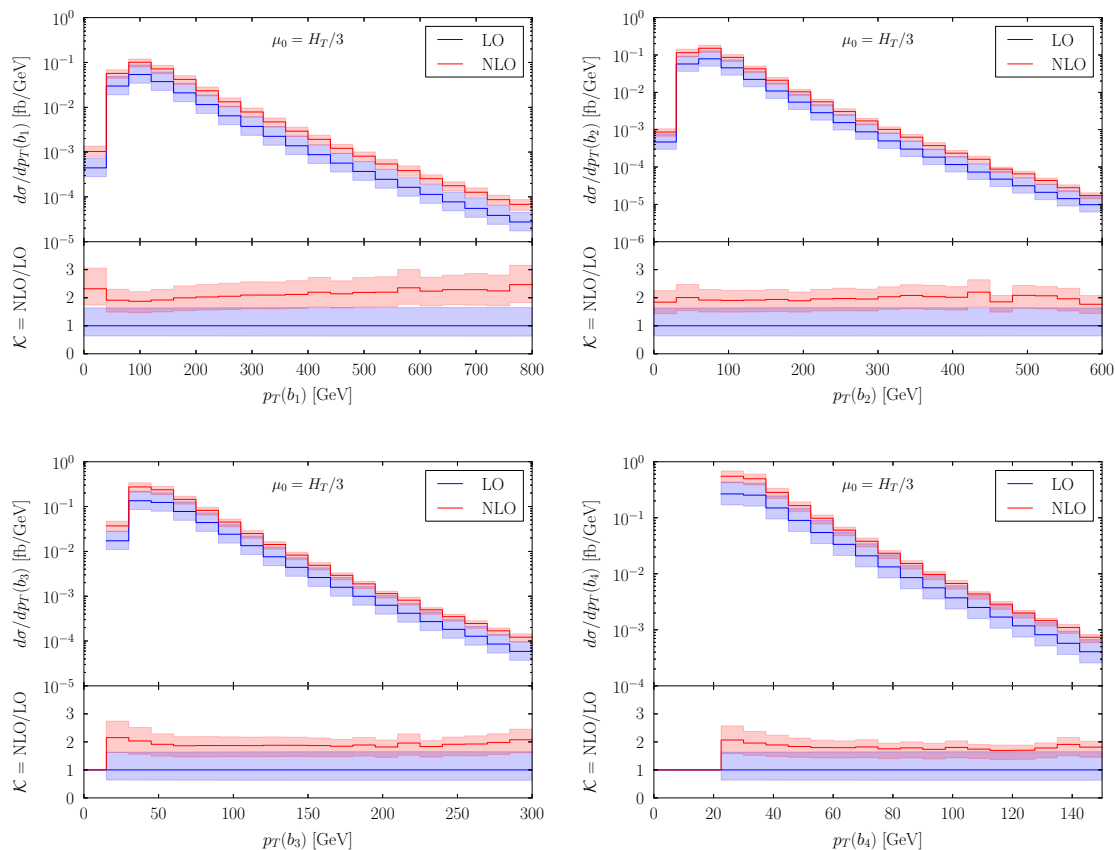 10^0
10^{-1}
10^{-2}
10^{-3}
10^{-4}
10^{-5}
dσ/dp_T(b_1) [fb/GeV]
μ_0 = H_T/3
LO
NLO
3
2
1
0
𝒦 = NLO/LO
0 100 200 300 400 500 600 700 800
p_T(b_1) [GeV]
10^0
10^{-1}
10^{-2}
10^{-3}
10^{-4}
10^{-5}
10^{-6}
dσ/dp_T(b_2) [fb/GeV]
μ_0 = H_T/3
LO
NLO
3
2
1
0
𝒦 = NLO/LO
0 100 200 300 400 500 600
p_T(b_2) [GeV]
10^0
10^{-1}
10^{-2}
10^{-3}
10^{-4}
10^{-5}
dσ/dp_T(b_3) [fb/GeV]
μ_0 = H_T/3
LO
NLO
3
2
1
0
𝒦 = NLO/LO
0 50 100 150 200 250 300
p_T(b_3) [GeV]
10^0
10^{-1}
10^{-2}
10^{-3}
10^{-4}
dσ/dp_T(b_4) [fb/GeV]
μ_0 = H_T/3
LO
NLO
3
2
1
0
𝒦 = NLO/LO
0 20 40 60 80 100 120 140
p_T(b_4) [GeV]